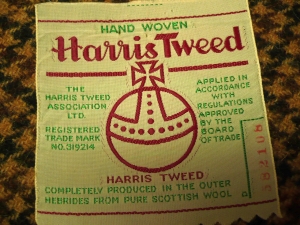 HAND WOVEN
Harris Tweed
THE
HARRIS TWEED
ASSOCIATION
LTD.
REGISTERED
TRADE MARK
NO. 319214
APPLIED IN
ACCORDANCE
WITH
REGULATIONS
APPROVED
BY THE
BOARD
OF TRADE
HARRIS TWEED
COMPLETELY PRODUCED IN THE OUTER
HEBRIDES FROM PURE SCOTTISH WOOL